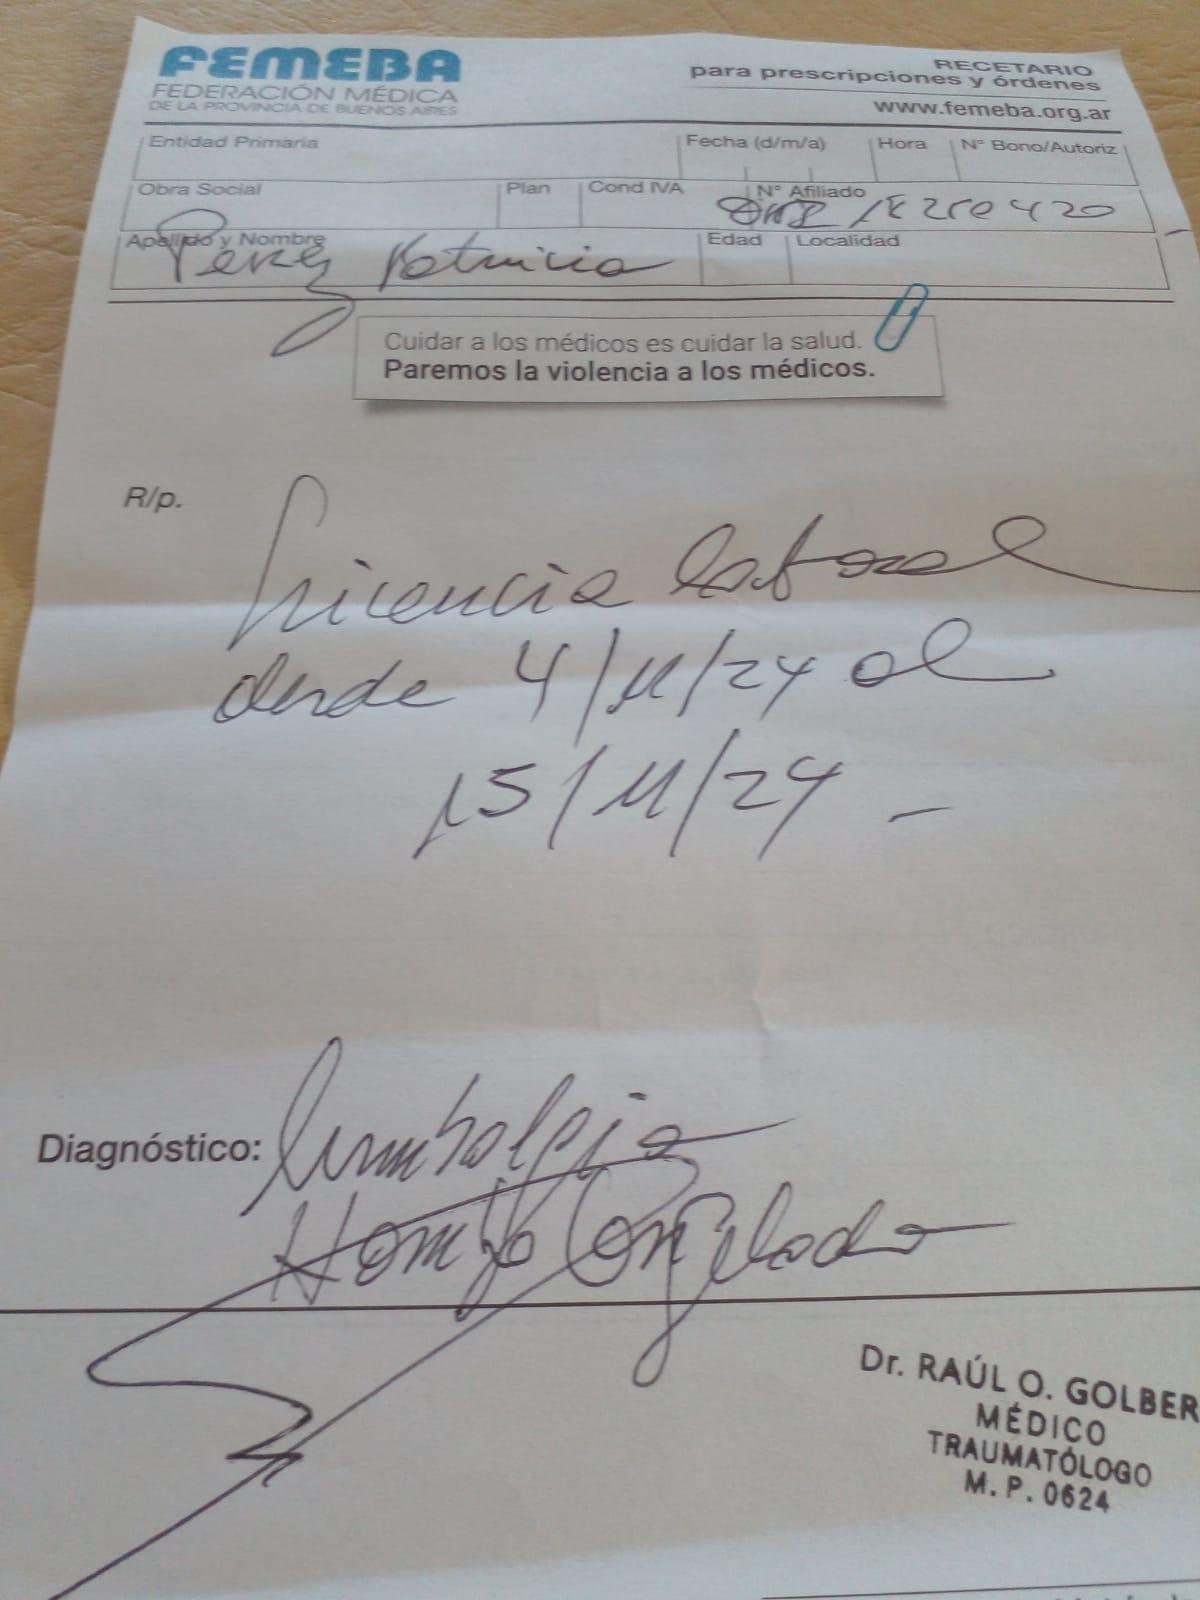 FEMEBA
FEDERACIÓN MÉDICA
DE LA PROVINCIA DE BUENOS AIRES
RECETARIO
para prescripciones y órdenes
www.femeba.org.ar
Entidad Primaria
Fecha (d/m/a)
Hora
N° Bono/Autoriz
Obra Social
Plan
Cond IVA
N° Afiliado
Apellido y Nombre
Perez Patricia
Edad
Localidad
Cuidar a los médicos es cuidar la salud.
Paremos la violencia a los médicos.
R/p.
Licencia laboral
desde 4/11/24 al
15/11/24 -
Diagnóstico: lumbalgia
Hombro Congelado
Dr. RAÚL O. GOLBER
MÉDICO
TRAUMATÓLOGO
M. P. 0624